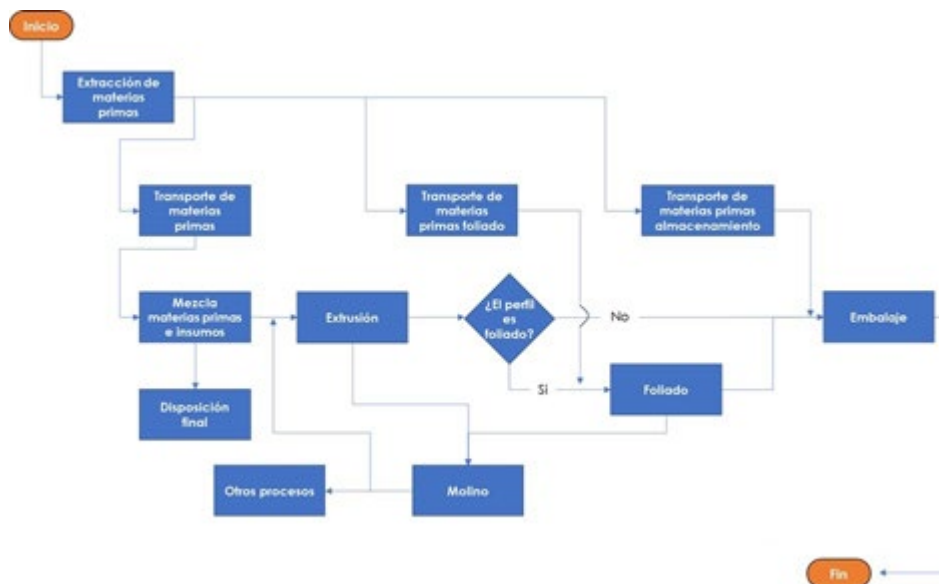 Inicio
Extracción de
materias
primas
Transporte de
materias
primas
Transporte de
materias
primas foliado
Transporte de
materias primas
almacenamiento
Mezcla
materias primas
e insumos
Extrusión
¿El perfil
es
foliado?
No
Embalaje
Si
Foliado
Disposición
final
Otros procesos
Molino
Fin